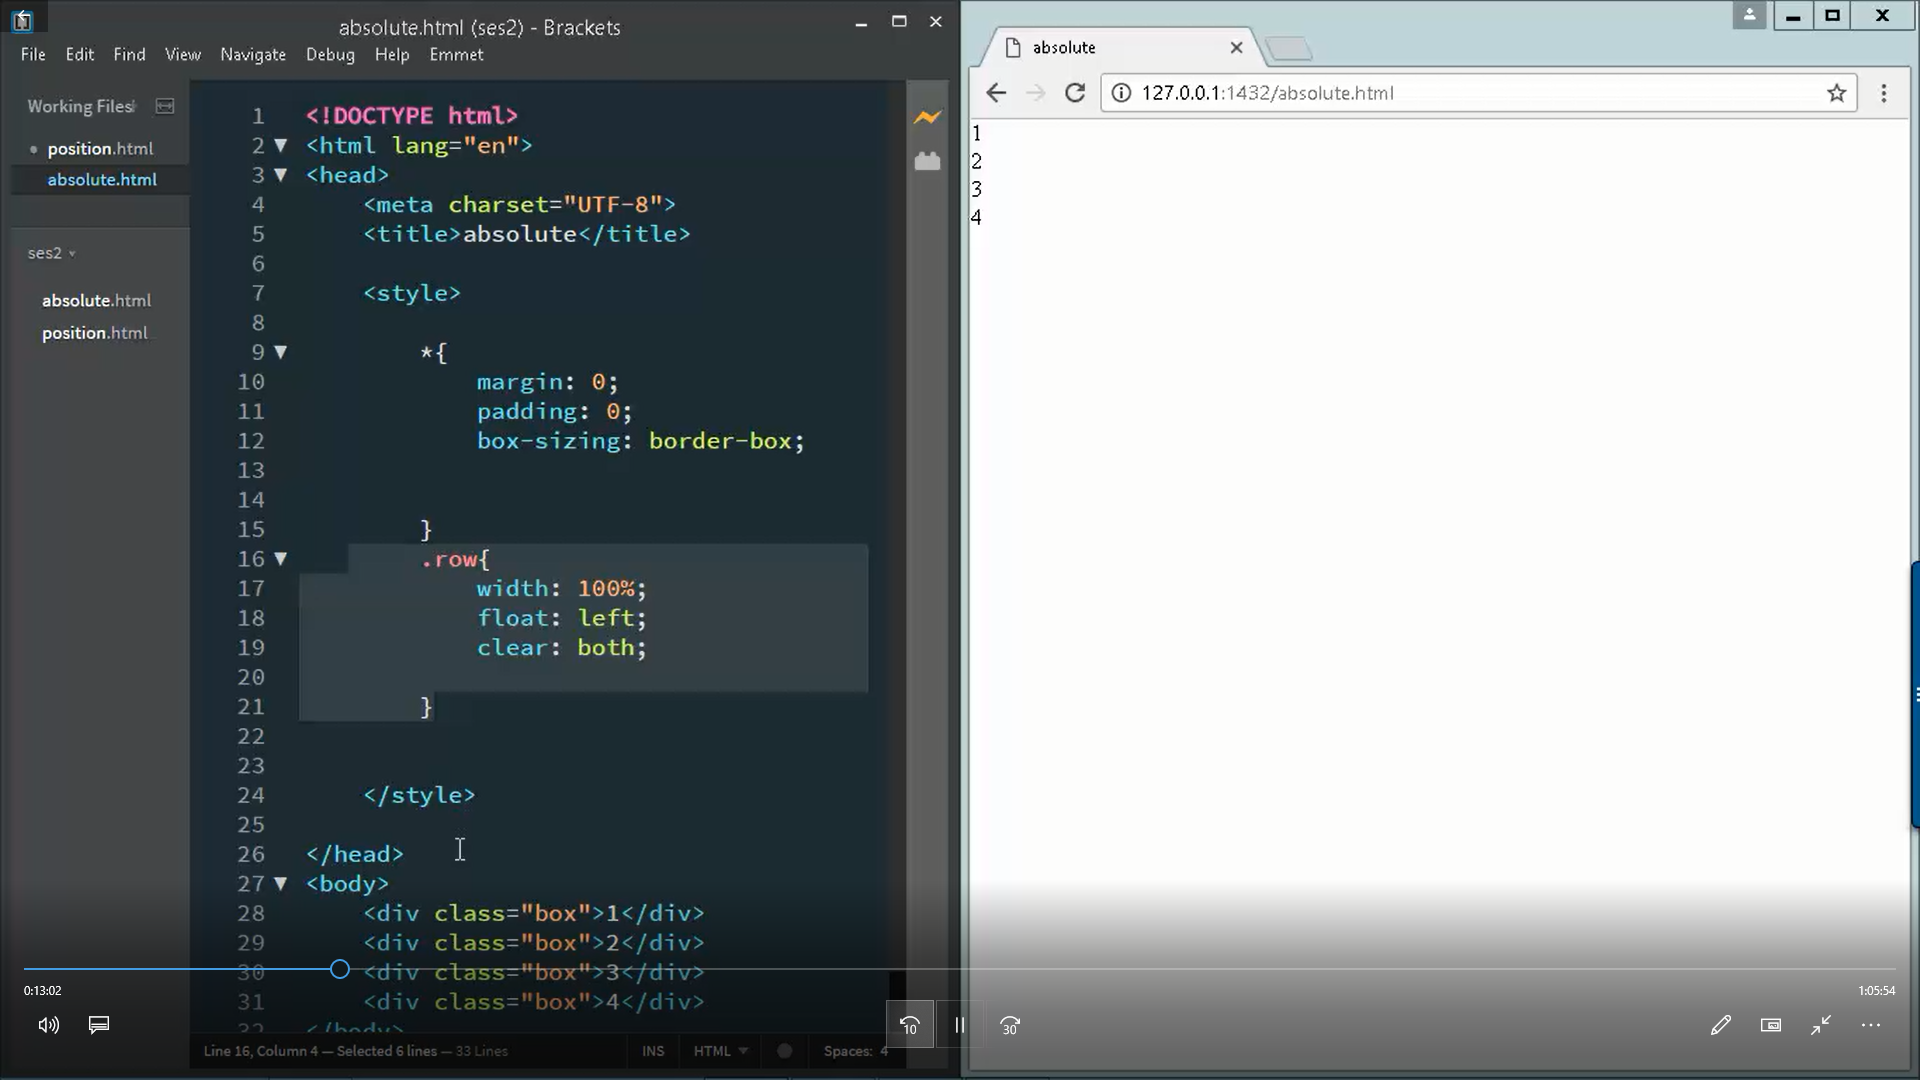 absolute.html (ses2) - Brackets
File Edit Find View Navigate Debug Help Emmet
Working Files
position.html
absolute.html
ses2
absolute.html
position.html
1 <!DOCTYPE html>
2 <html lang="en">
3 <head>
4 <meta charset="UTF-8">
5 <title>absolute</title>
6
7 <style>
8
9 *{
10 margin: 0;
11 padding: 0;
12 box-sizing: border-box;
13
14
15 }
16 .row{
17 width: 100%;
18 float: left;
19 clear: both;
20
21 }
22
23
24 </style>
25
26 </head>
27 <body>
28 <div class="box">1</div>
29 <div class="box">2</div>
30 <div class="box">3</div>
31 <div class="box">4</div>
32 </body>
Line 16, Column 4 — Selected 6 lines — 33 Lines INS HTML Spaces: 4
absolute
127.0.0.1:1432/absolute.html
1
2
3
4
0:13:02
1:05:54
10
30